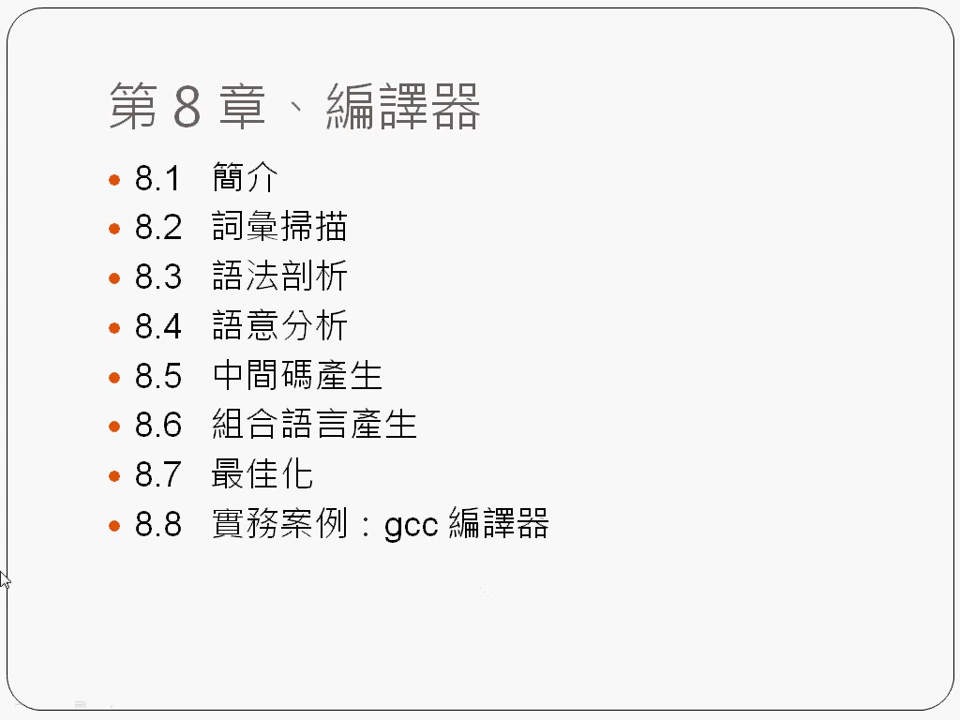 第 8 章、編譯器
8.1 簡介
8.2 詞彙掃描
8.3 語法剖析
8.4 語意分析
8.5 中間碼產生
8.6 組合語言產生
8.7 最佳化
8.8 實務案例：gcc 編譯器